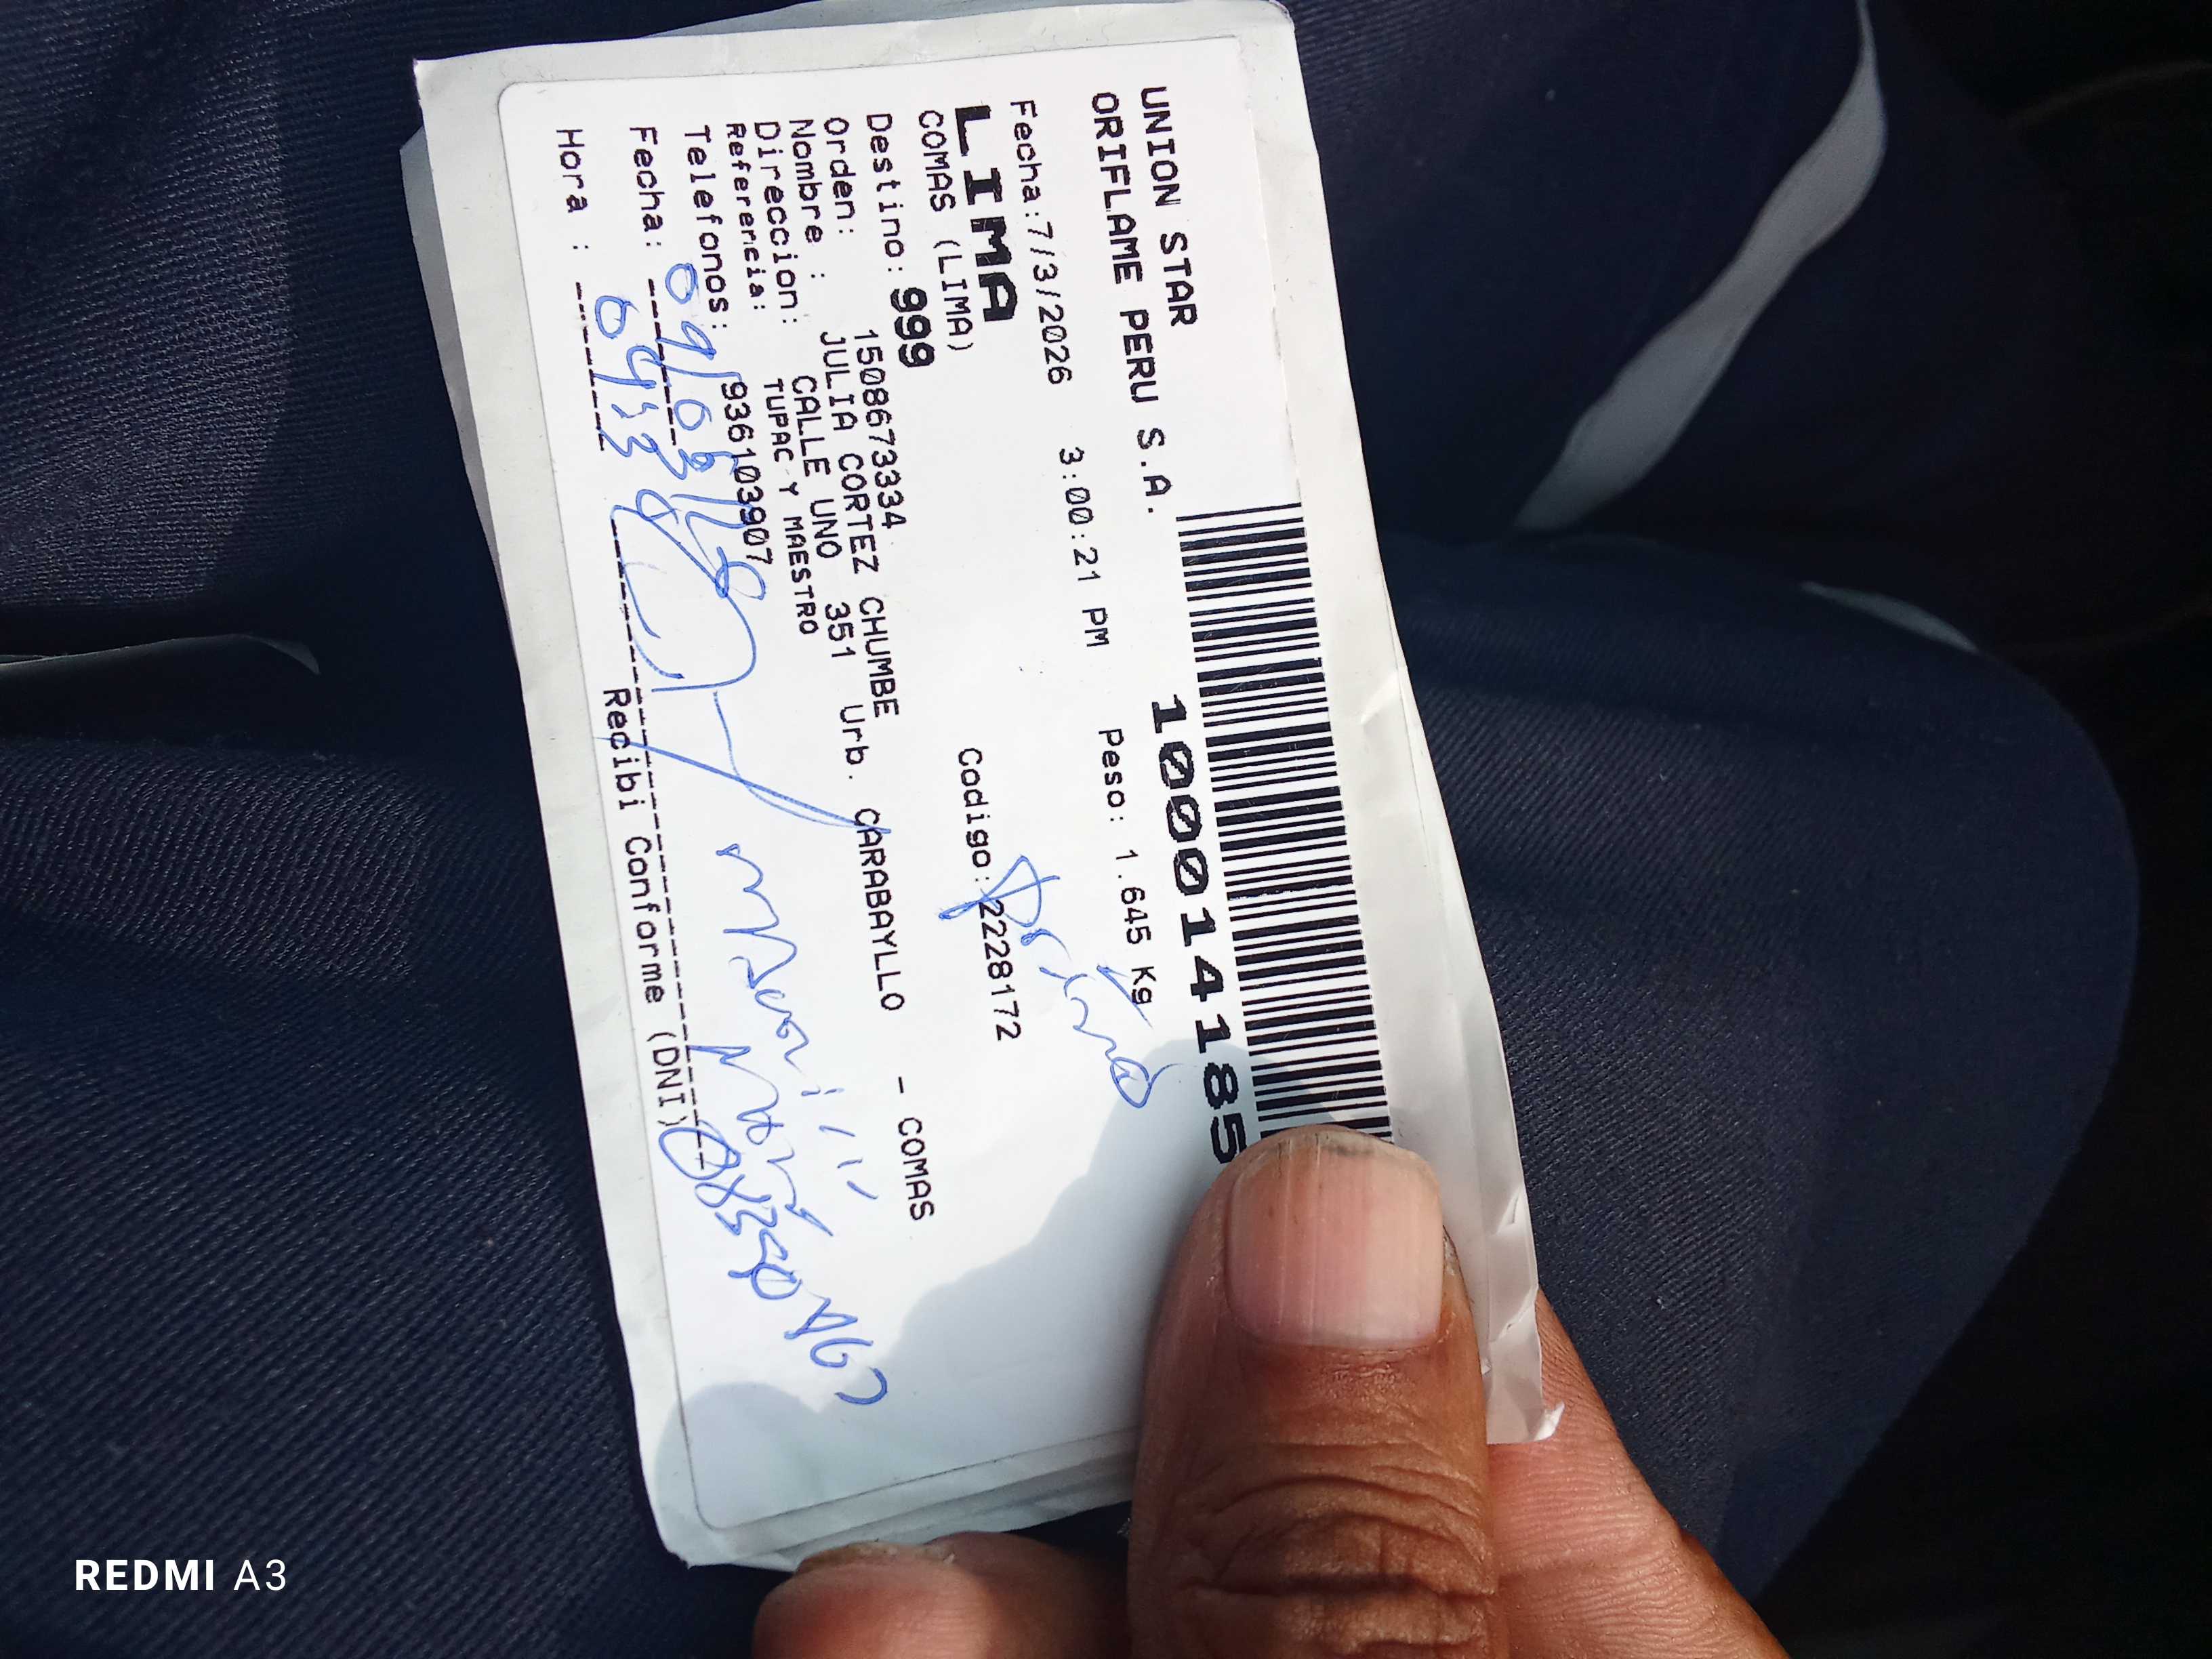 UNION STAR
ORIFLAME PERU S.A.
100014185
Fecha:7/3/2026 3:00:21 PM Peso: 1.645 Kg
LIMA
COMAS (LIMA) Codigo: 2228172
Destino: 999
Orden: 1508673334
Nombre : JULIA CORTEZ CHUMBE
Direccion: CALLE UNO 351 Urb. CARABAYLLO - COMAS
Referencia: TUPAC Y MAESTRO
Telefonos: 936103907
Fecha:
Hora :
Recibi Conforme (DNI)
REDMI A3